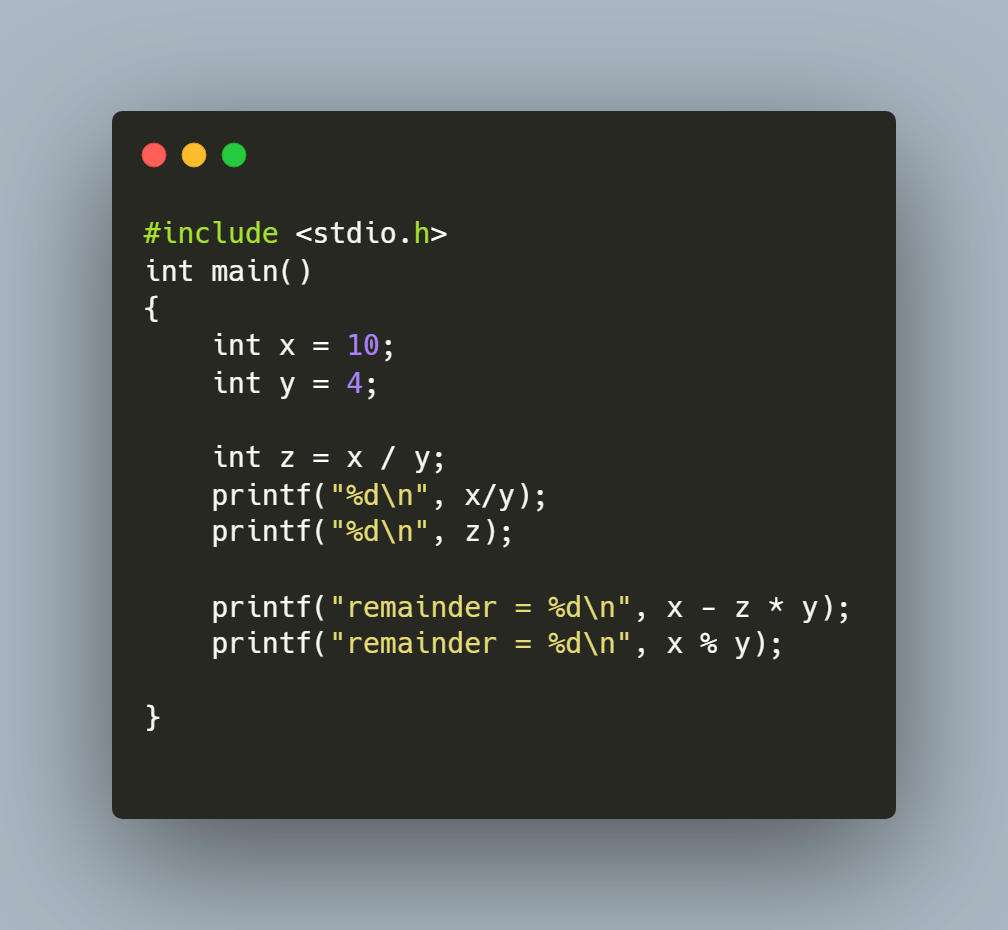 #include <stdio.h>
int main()
{
    int x = 10;
    int y = 4;

    int z = x / y;
    printf("%d\n", x/y);
    printf("%d\n", z);

    printf("remainder = %d\n", x - z * y);
    printf("remainder = %d\n", x % y);

}